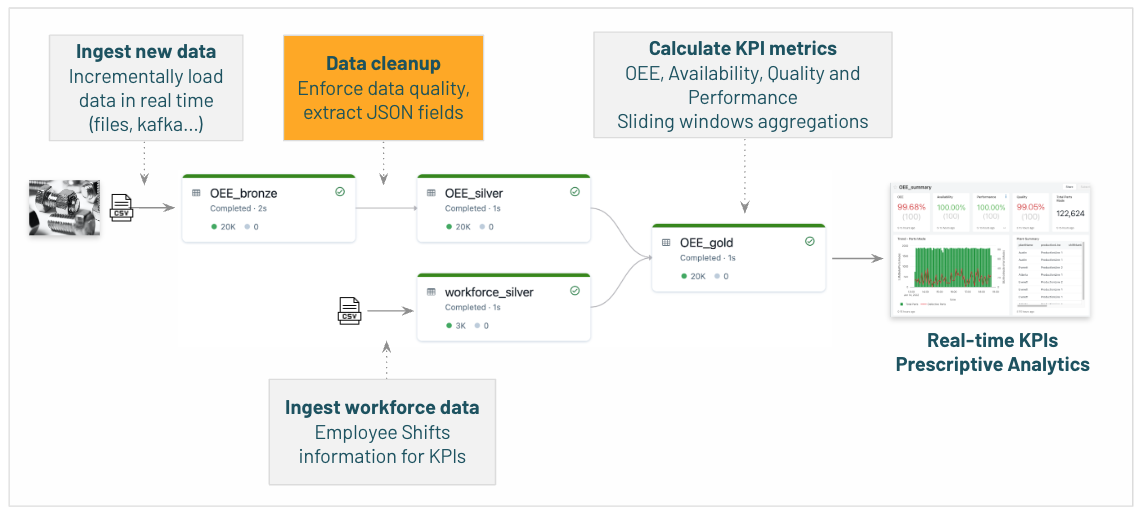 Ingest new data
Incrementally load
data in real time
(files, kafka...)
Data cleanup
Enforce data quality,
extract JSON fields
Calculate KPI metrics
OEE, Availability, Quality and
Performance
Sliding windows aggregations
CSV
OEE_bronze
Completed · 2s
20K 0
OEE_silver
Completed · 1s
20K 0
CSV
workforce_silver
Completed · 1s
3K 0
OEE_gold
Completed · 1s
20K 0
OEE_summary
OEE
99.68%
(100)
Availability
100.00%
(100)
Performance
100.00%
(100)
Quality
99.05%
(100)
122,624
Real-time KPIs
Prescriptive Analytics
Ingest workforce data
Employee Shifts
information for KPIs